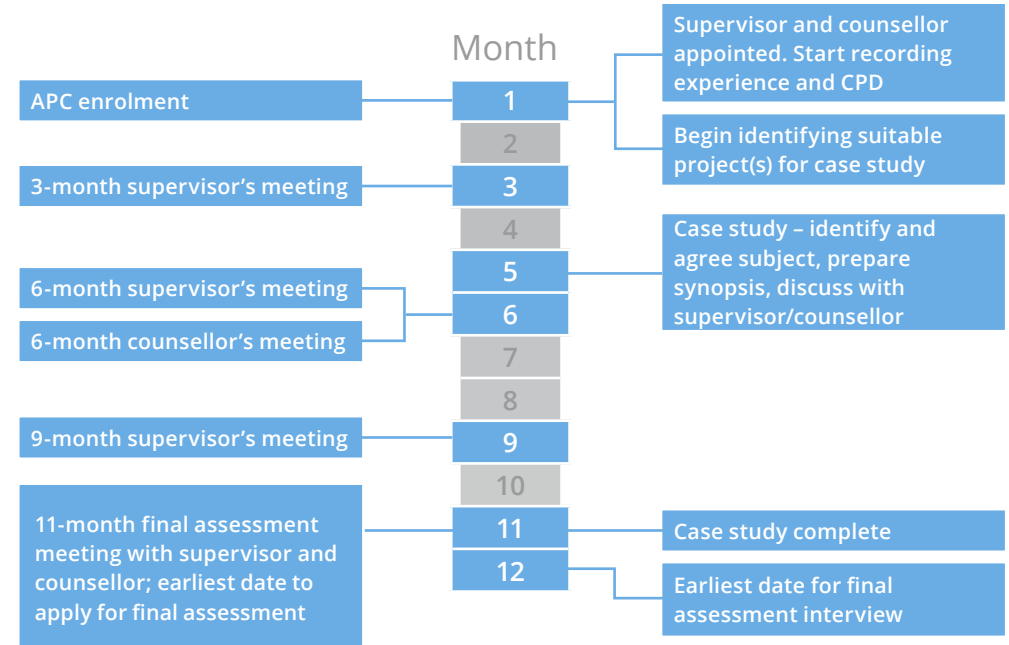 Month
APC enrolment
1
Supervisor and counsellor
appointed. Start recording
experience and CPD
Begin identifying suitable
project(s) for case study
2
3-month supervisor's meeting
3
4
5
Case study – identify and
agree subject, prepare
synopsis, discuss with
supervisor/counsellor
6-month supervisor's meeting
6-month counsellor's meeting
6
7
8
9-month supervisor's meeting
9
10
11-month final assessment
meeting with supervisor and
counsellor; earliest date to
apply for final assessment
11
Case study complete
12
Earliest date for final
assessment interview